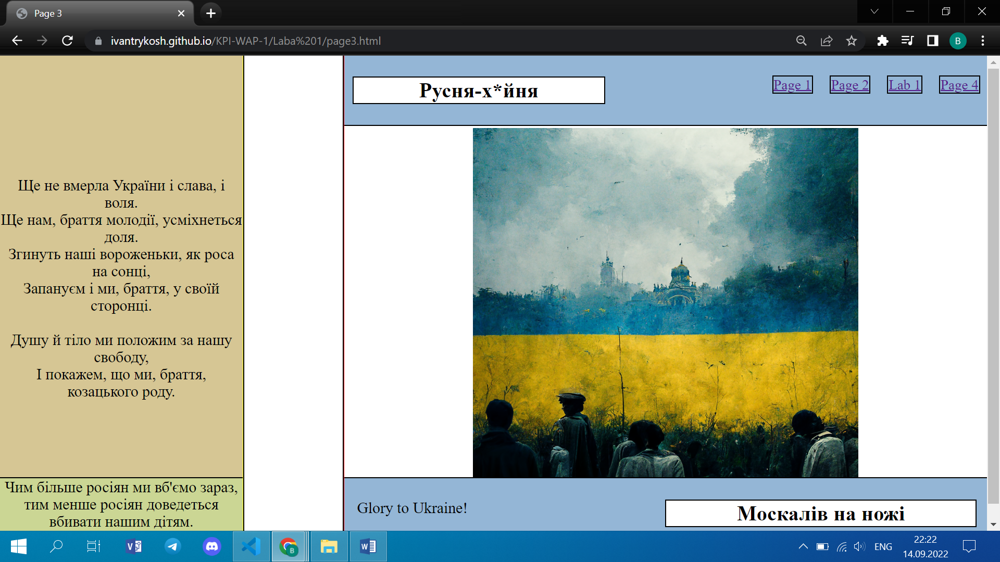 Page 3
ivantrykosh.github.io/KPI-WAP-1/Laba%201/page3.html
B
Русня-х*йня
Page 1
Page 2
Lab 1
Page 4
Ще не вмерла України і слава, і
воля.
Ще нам, браття молодії, усміхнеться
доля.
Згинуть наші вороженьки, як роса
на сонці,
Запануєм і ми, браття, у своїй
сторонці.
Душу й тіло ми положим за нашу
свободу,
І покажем, що ми, браття,
козацького роду.
Чим більше росіян ми вб'ємо зараз,
тим менше росіян доведеться
вбивати нашим дітям.
Glory to Ukraine!
Москалів на ножі
V
B
W
ENG
22:22
14.09.2022